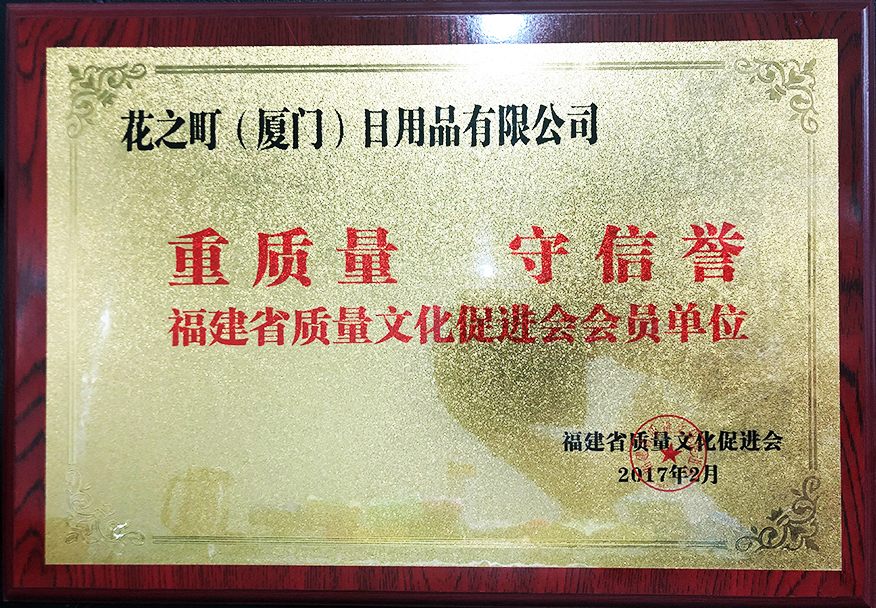 花之町（厦门）日用品有限公司
重质量 守信誉
福建省质量文化促进会会员单位
福建省质量文化促进会
2017年2月